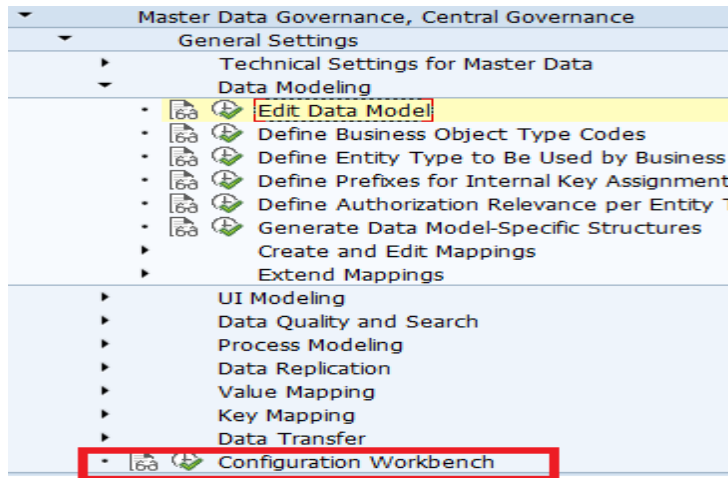 Master Data Governance, Central Governance
General Settings
Technical Settings for Master Data
Data Modeling
Edit Data Model
Define Business Object Type Codes
Define Entity Type to Be Used by Business
Define Prefixes for Internal Key Assignment
Define Authorization Relevance per Entity
Generate Data Model-Specific Structures
Create and Edit Mappings
Extend Mappings
UI Modeling
Data Quality and Search
Process Modeling
Data Replication
Value Mapping
Key Mapping
Data Transfer
Configuration Workbench